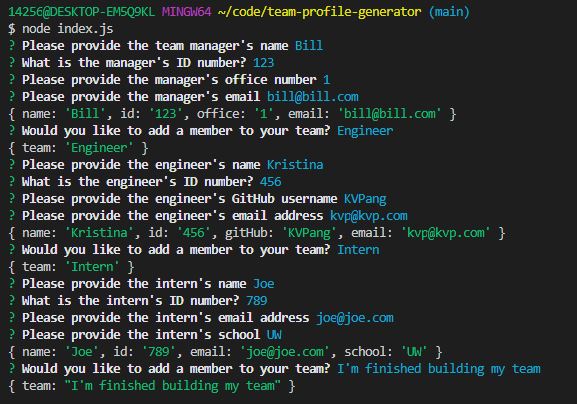 14256@DESKTOP-EM5Q9KL MINGW64 ~/code/team-profile-generator (main)
$ node index.js
? Please provide the team manager's name Bill
? What is the manager's ID number? 123
? Please provide the manager's office number 1
? Please provide the manager's email bill@bill.com
{ name: 'Bill', id: '123', office: '1', email: 'bill@bill.com' }
? Would you like to add a member to your team? Engineer
{ team: 'Engineer' }
? Please provide the engineer's name Kristina
? What is the engineer's ID number? 456
? Please provide the engineer's GitHub username KVPang
? Please provide the engineer's email address kvp@kvp.com
{ name: 'Kristina', id: '456', gitHub: 'KVPang', email: 'kvp@kvp.com' }
? Would you like to add a member to your team? Intern
{ team: 'Intern' }
? Please provide the intern's name Joe
? What is the intern's ID number? 789
? Please provide the intern's email address joe@joe.com
? Please provide the intern's school UW
{ name: 'Joe', id: '789', email: 'joe@joe.com', school: 'UW' }
? Would you like to add a member to your team? I'm finished building my team
{ team: "I'm finished building my team" }